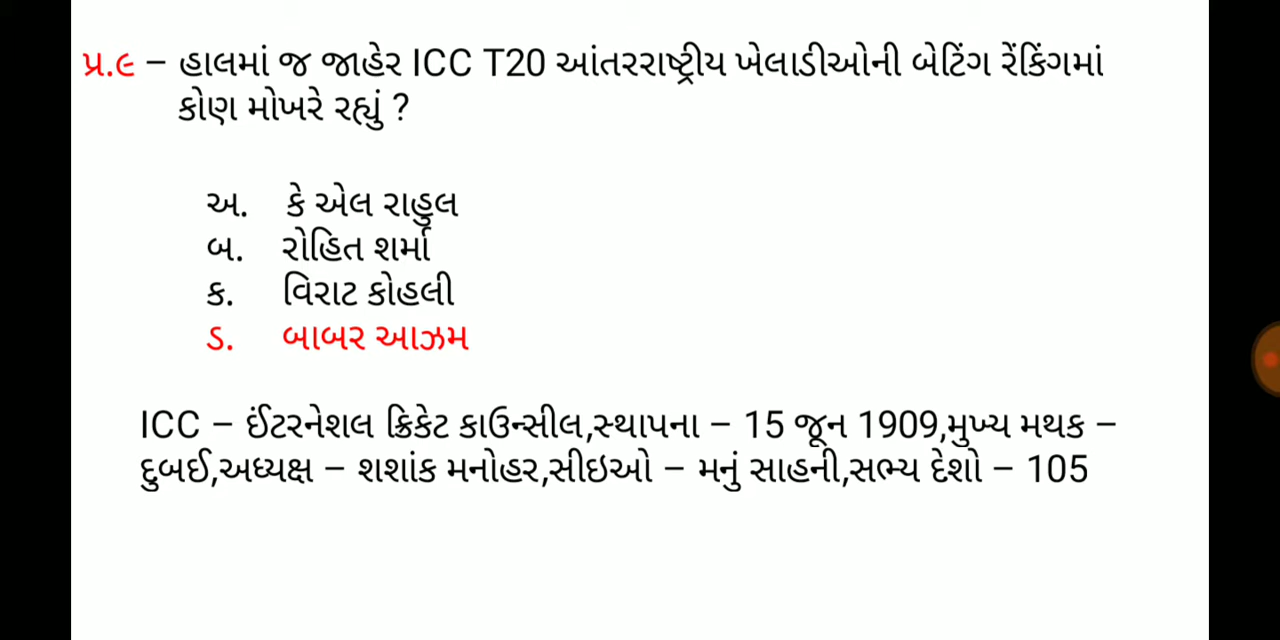 પ્ર.૯ – હાલમાં જ જાહેર ICC T20 આંતરરાષ્ટ્રીય ખેલાડીઓની બેટિંગ રેંકિંગમાં
કોણ મોખરે રહ્યું ?
અ. કે એલ રાહુલ
બ. રોહિત શર્મા
ક. વિરાટ કોહલી
ડ. બાબર આઝમ
ICC – ઈંટરનેશલ ક્રિકેટ કાઉન્સીલ,સ્થાપના – 15 જૂન 1909,મુખ્ય મથક –
દુબઈ,અધ્યક્ષ – શશાંક મનોહર,સીઇઓ – મનું સાહની,સભ્ય દેશો – 105